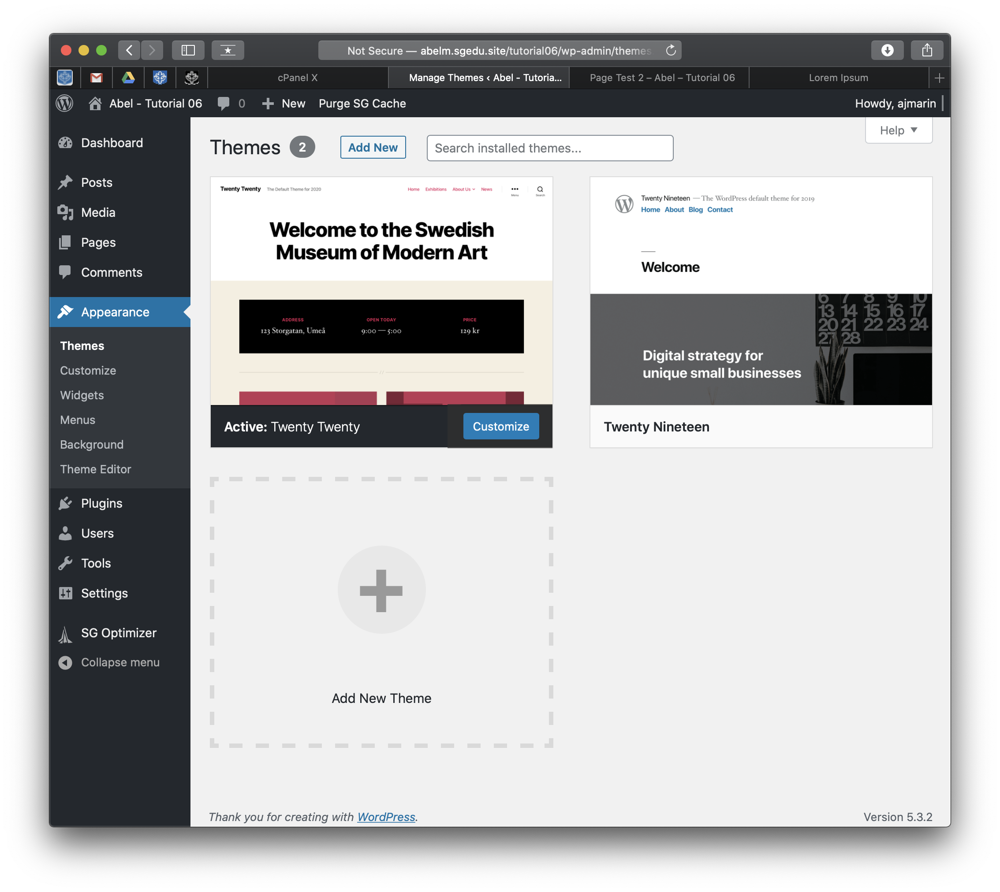 Not Secure — abelm.sgedu.site/tutorial06/wp-admin/themes
cPanel X
Manage Themes ‹ Abel - Tutoria...
Page Test 2 – Abel – Tutorial 06
Lorem Ipsum
Abel - Tutorial 06
0
New
Purge SG Cache
Howdy, ajmarin
Dashboard
Posts
Media
Pages
Comments
Appearance
Themes
Customize
Widgets
Menus
Background
Theme Editor
Plugins
Users
Tools
Settings
SG Optimizer
Collapse menu
Themes 2
Add New
Search installed themes...
Help ▼
Twenty Twenty The Default Theme for 2020
Home Exhibitions About Us News
Menu
Search
Welcome to the Swedish
Museum of Modern Art
ADDRESS
123 Storgatan, Umeå
OPEN TODAY
9:00 — 5:00
PRICE
129 kr
//
Active: Twenty Twenty
Customize
Twenty Nineteen — The WordPress default theme for 2019
Home About Blog Contact
Welcome
6 7 8 9 10
13 14 15 16 17
20 21 22 23 24
27 28
Digital strategy for
unique small businesses
Twenty Nineteen
Add New Theme
Thank you for creating with WordPress.
Version 5.3.2